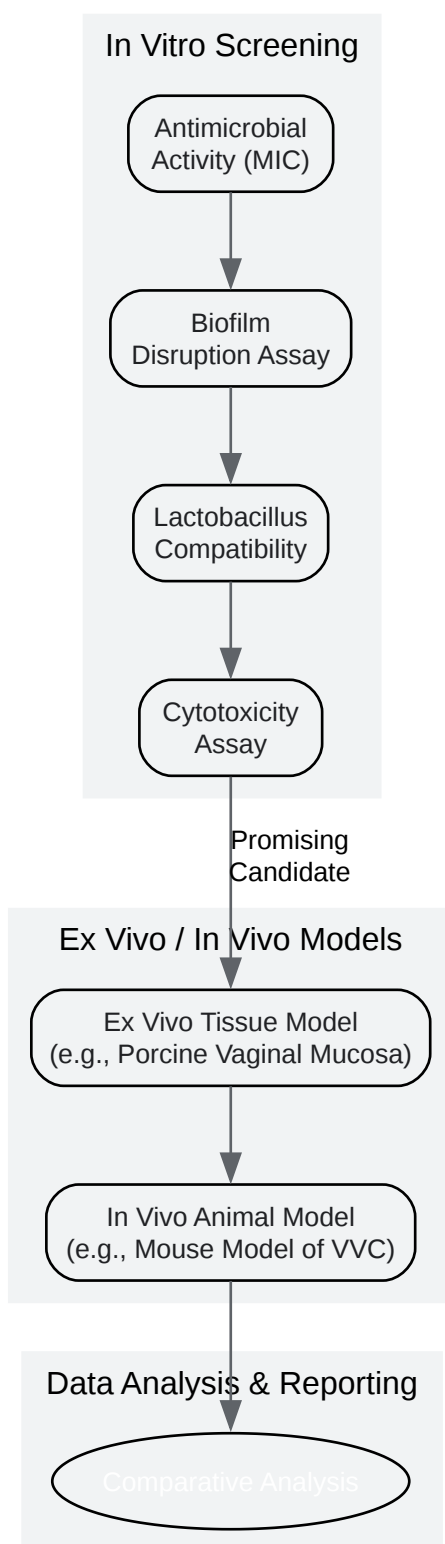 In Vitro Screening
Antimicrobial
Activity (MIC)
Biofilm
Disruption Assay
Lactobacillus
Compatibility
Cytotoxicity
Assay
Promising
Candidate
Ex Vivo / In Vivo Models
Ex Vivo Tissue Model
(e.g., Porcine Vaginal Mucosa)
In Vivo Animal Model
(e.g., Mouse Model of VVC)
Data Analysis & Reporting
Comparative Analysis